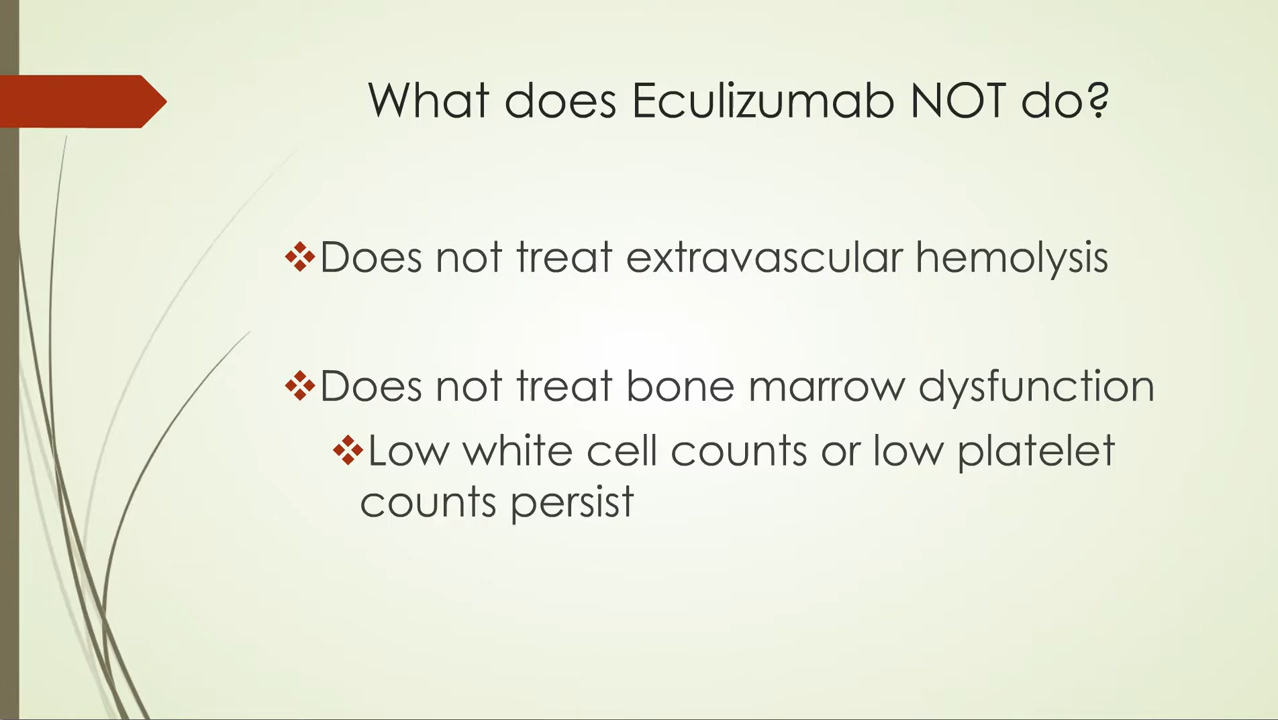 What does Eculizumab NOT do?
❖Does not treat extravascular hemolysis
❖Does not treat bone marrow dysfunction
❖Low white cell counts or low platelet
counts persist